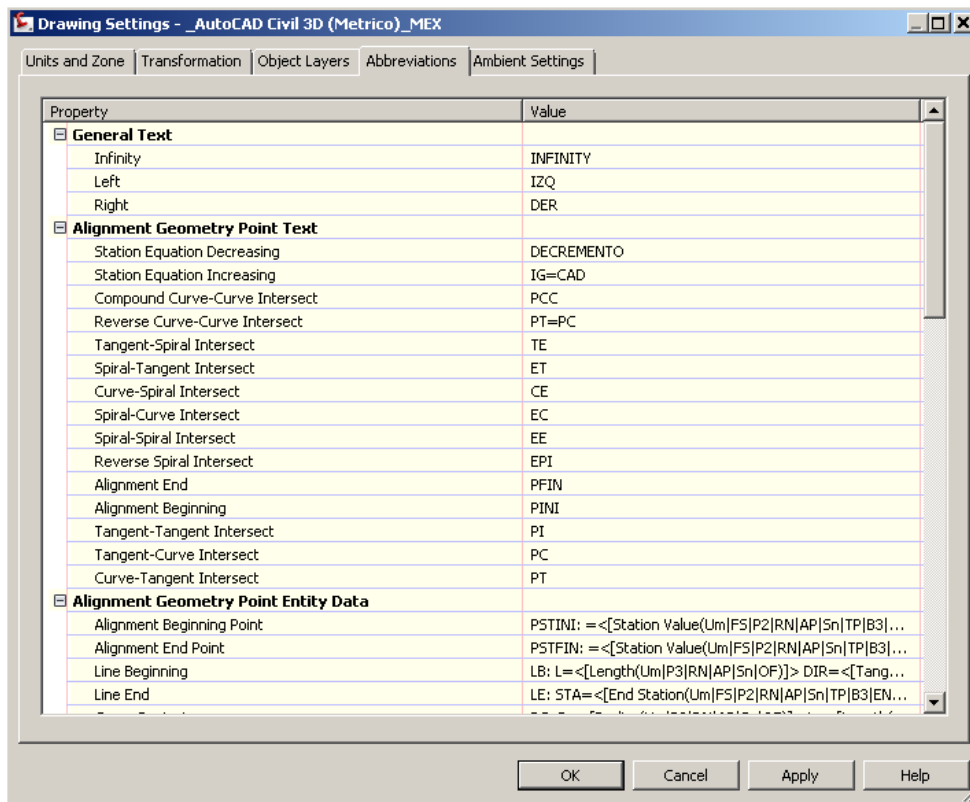 Drawing Settings - _AutoCAD Civil 3D (Metrico)_MEX
Units and Zone Transformation Object Layers Abbreviations Ambient Settings
Property Value
General Text
Infinity INFINITY
Left IZQ
Right DER
Alignment Geometry Point Text
Station Equation Decreasing DECREMENTO
Station Equation Increasing IG=CAD
Compound Curve-Curve Intersect PCC
Reverse Curve-Curve Intersect PT=PC
Tangent-Spiral Intersect TE
Spiral-Tangent Intersect ET
Curve-Spiral Intersect CE
Spiral-Curve Intersect EC
Spiral-Spiral Intersect EE
Reverse Spiral Intersect EPI
Alignment End PFIN
Alignment Beginning PINI
Tangent-Tangent Intersect PI
Tangent-Curve Intersect PC
Curve-Tangent Intersect PT
Alignment Geometry Point Entity Data
Alignment Beginning Point PSTINI: =<[Station Value(Um|FS|P2|RN|AP|Sn|TP|B3|...
Alignment End Point PSTFIN: =<[Station Value(Um|FS|P2|RN|AP|Sn|TP|B3|...
Line Beginning LB: L=<[Length(Um|P3|RN|AP|Sn|OF)]> DIR=<[Tang...
Line End LE: STA=<[End Station(Um|FS|P2|RN|AP|Sn|TP|B3|EN...
OK Cancel Apply Help